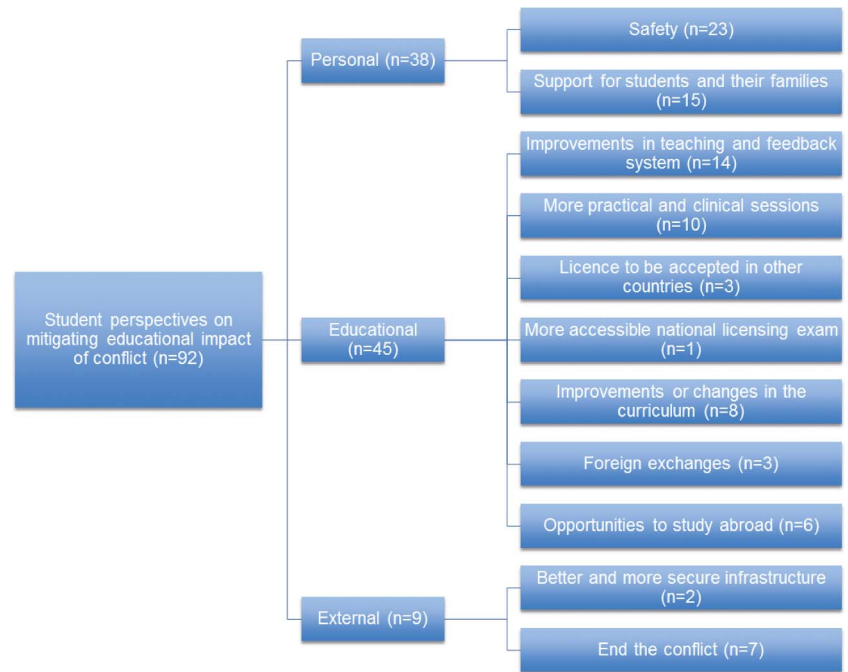 Student perspectives on
mitigating educational impact
of conflict (n=92)
Personal (n=38)
Safety (n=23)
Support for students and their families
(n=15)
Educational
(n=45)
Improvements in teaching and feedback
system (n=14)
More practical and clinical sessions
(n=10)
Licence to be accepted in other
countries (n=3)
More accessible national licensing exam
(n=1)
Improvements or changes in the
curriculum (n=8)
Foreign exchanges (n=3)
Opportunities to study abroad (n=6)
External (n=9)
Better and more secure infrastructure
(n=2)
End the conflict (n=7)